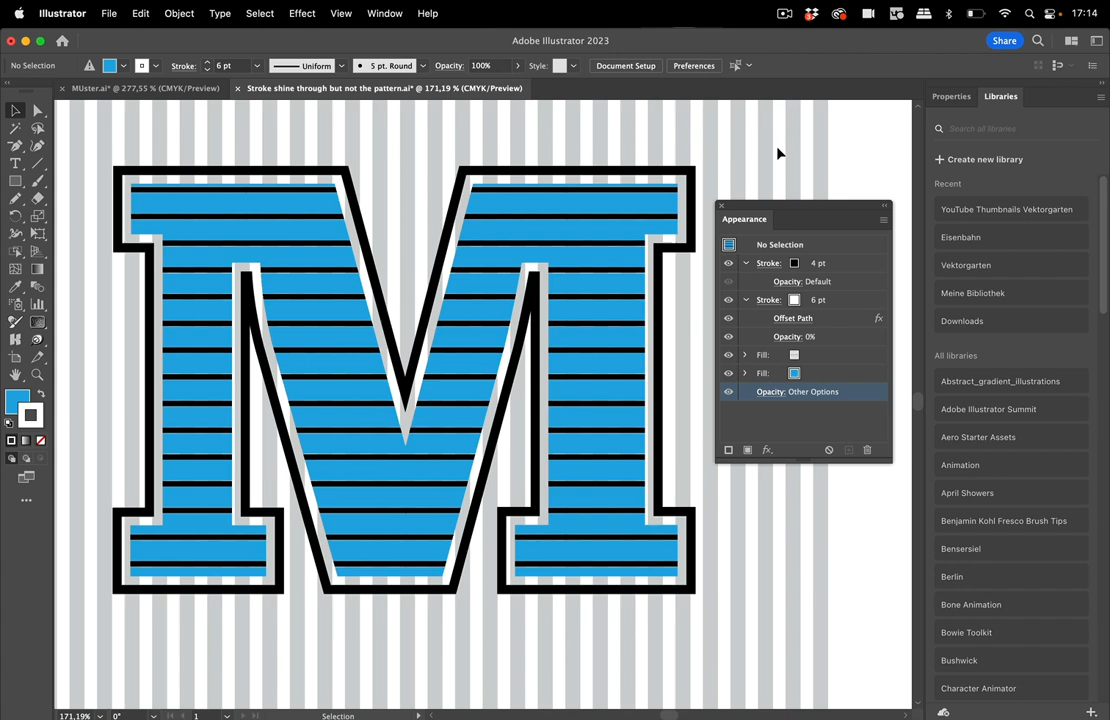 Illustrator File Edit Object Type Select Effect View Window Help 3 17:14
Adobe Illustrator 2023 Share
No Selection Stroke: 6 pt Uniform 5 pt. Round Opacity: 100% Style: Document Setup Preferences
MUster.ai* @ 277,55 % (CMYK/Preview) Stroke shine through but not the pattern.ai* @ 171,19 % (CMYK/Preview)
Properties Libraries
Search all libraries
Create new library
Recent
YouTube Thumbnails Vektorgarten
Eisenbahn
Vektorgarten
Meine Bibliothek
Downloads
All libraries
Abstract_gradient_illustrations
Adobe Illustrator Summit
Aero Starter Assets
Animation
April Showers
Benjamin Kohl Fresco Brush Tips
Bensersiel
Berlin
Bone Animation
Bowie Toolkit
Bushwick
Character Animator
Appearance
No Selection
Stroke: 4 pt
Opacity: Default
Stroke: 6 pt
Offset Path fx
Opacity: 0%
Fill:
Fill:
Opacity: Other Options
fx.
M
171,19% 0° 1 Selection